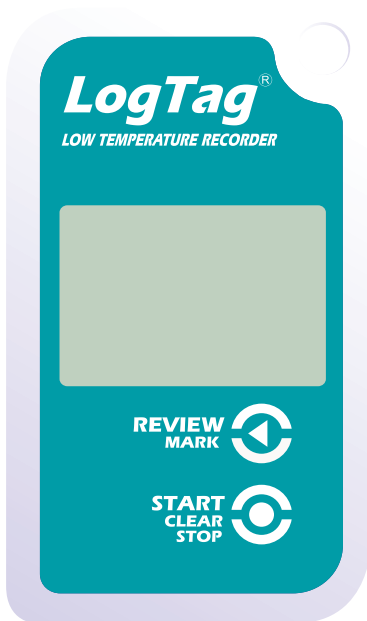 LogTag®
LOW TEMPERATURE RECORDER
REVIEW
MARK
START
CLEAR
STOP